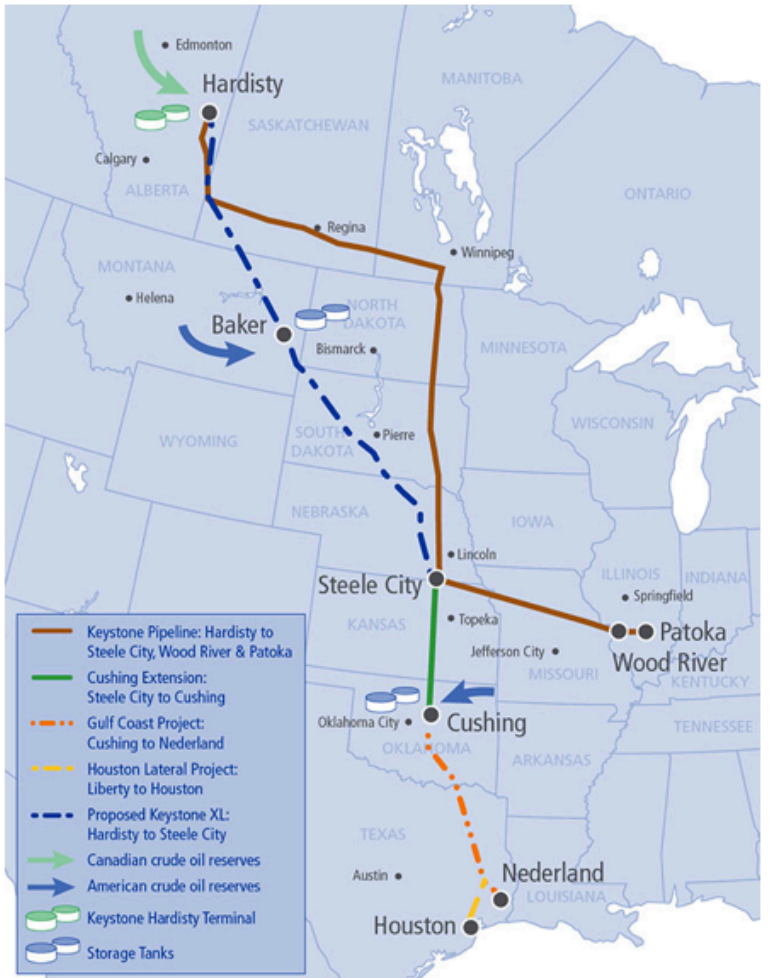 Edmonton
Hardisty
MANITOBA
SASKATCHEWAN
Calgary
ALBERTA
ONTARIO
Regina
Winnipeg
MONTANA
Helena
NORTH
DAKOTA
Baker
Bismarck
MINNESOTA
WISCONSIN
WYOMING
SOUTH
DAKOTA
Pierre
NEBRASKA
IOWA
Lincoln
Steele City
ILLINOIS
INDIANA
Springfield
KANSAS
Topeka
Patoka
Jefferson City
Wood River
MISSOURI
KENTUCKY
Oklahoma City
Cushing
TENNESSEE
OKLAHOMA
ARKANSAS
TEXAS
Austin
Nederland
LOUISIANA
Houston
Keystone Pipeline: Hardisty to
Steele City, Wood River & Patoka
Cushing Extension:
Steele City to Cushing
Gulf Coast Project:
Cushing to Nederland
Houston Lateral Project:
Liberty to Houston
Proposed Keystone XL:
Hardisty to Steele City
Canadian crude oil reserves
American crude oil reserves
Keystone Hardisty Terminal
Storage Tanks